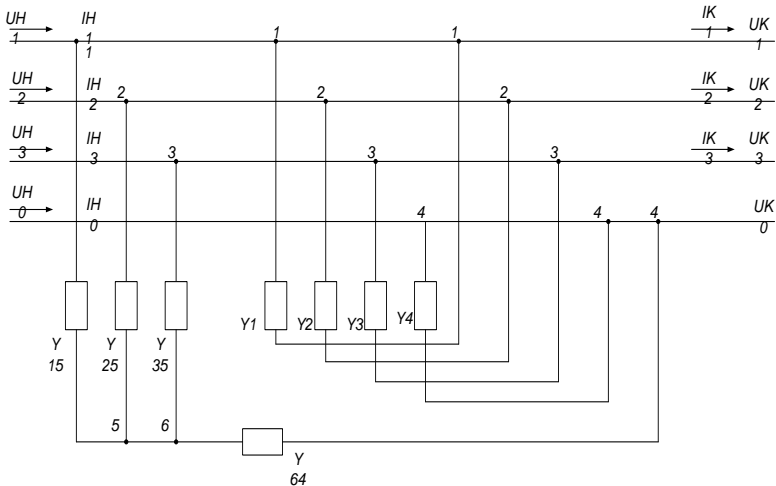 UH IH IK UK
1 1 1 1 1 1
1
UH IH IK UK
2 2 2 2 2 2 2
UH IH IK UK
3 3 3 3 3 3 3
UH IH UK
0 0 4 4 4 0
Y1 Y2 Y3 Y4
Y Y Y
15 25 35
5 6
Y
64